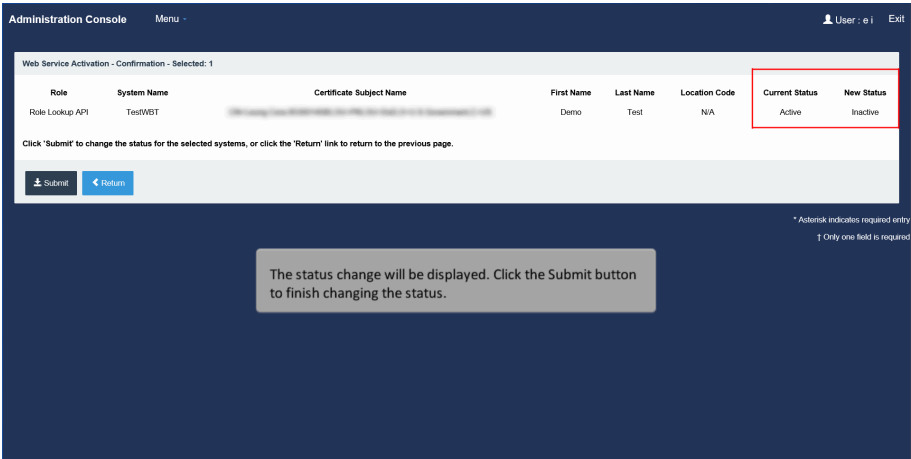 Administration Console Menu User : e i Exit
Web Service Activation - Confirmation - Selected: 1
Role System Name Certificate Subject Name First Name Last Name Location Code Current Status New Status
Role Lookup API TestWBT Demo Test N/A Active Inactive
Click 'Submit' to change the status for the selected systems, or click the 'Return' link to return to the previous page.
Submit Return
* Asterisk indicates required entry
† Only one field is required
The status change will be displayed. Click the Submit button
to finish changing the status.